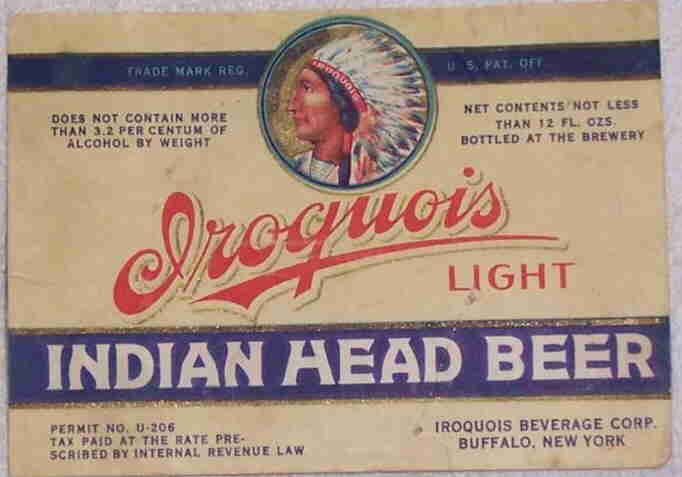 TRADE MARK REG. U. S. PAT. OFF.
IROQUOIS
DOES NOT CONTAIN MORE
THAN 3.2 PER CENTUM OF
ALCOHOL BY WEIGHT
NET CONTENTS NOT LESS
THAN 12 FL. OZS.
BOTTLED AT THE BREWERY
Iroquois
LIGHT
INDIAN HEAD BEER
PERMIT NO. U-206
TAX PAID AT THE RATE PRE-
SCRIBED BY INTERNAL REVENUE LAW
IROQUOIS BEVERAGE CORP.
BUFFALO, NEW YORK